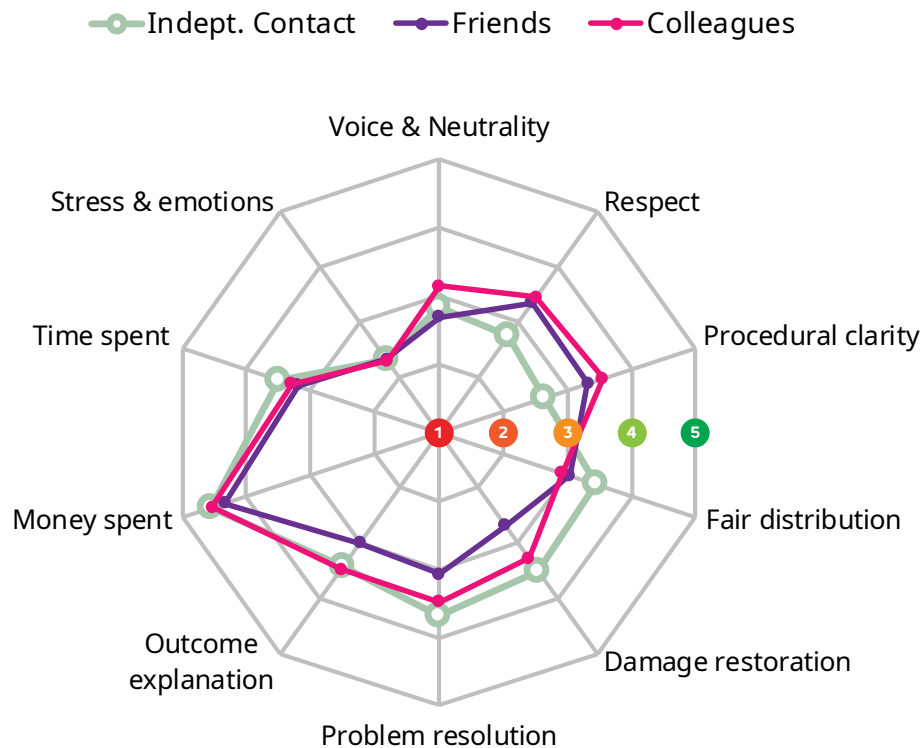 Indept. Contact Friends Colleagues
Voice & Neutrality
Stress & emotions
Respect
Time spent
Procedural clarity
1 2 3 4 5
Money spent
Fair distribution
Outcome
explanation
Damage restoration
Problem resolution